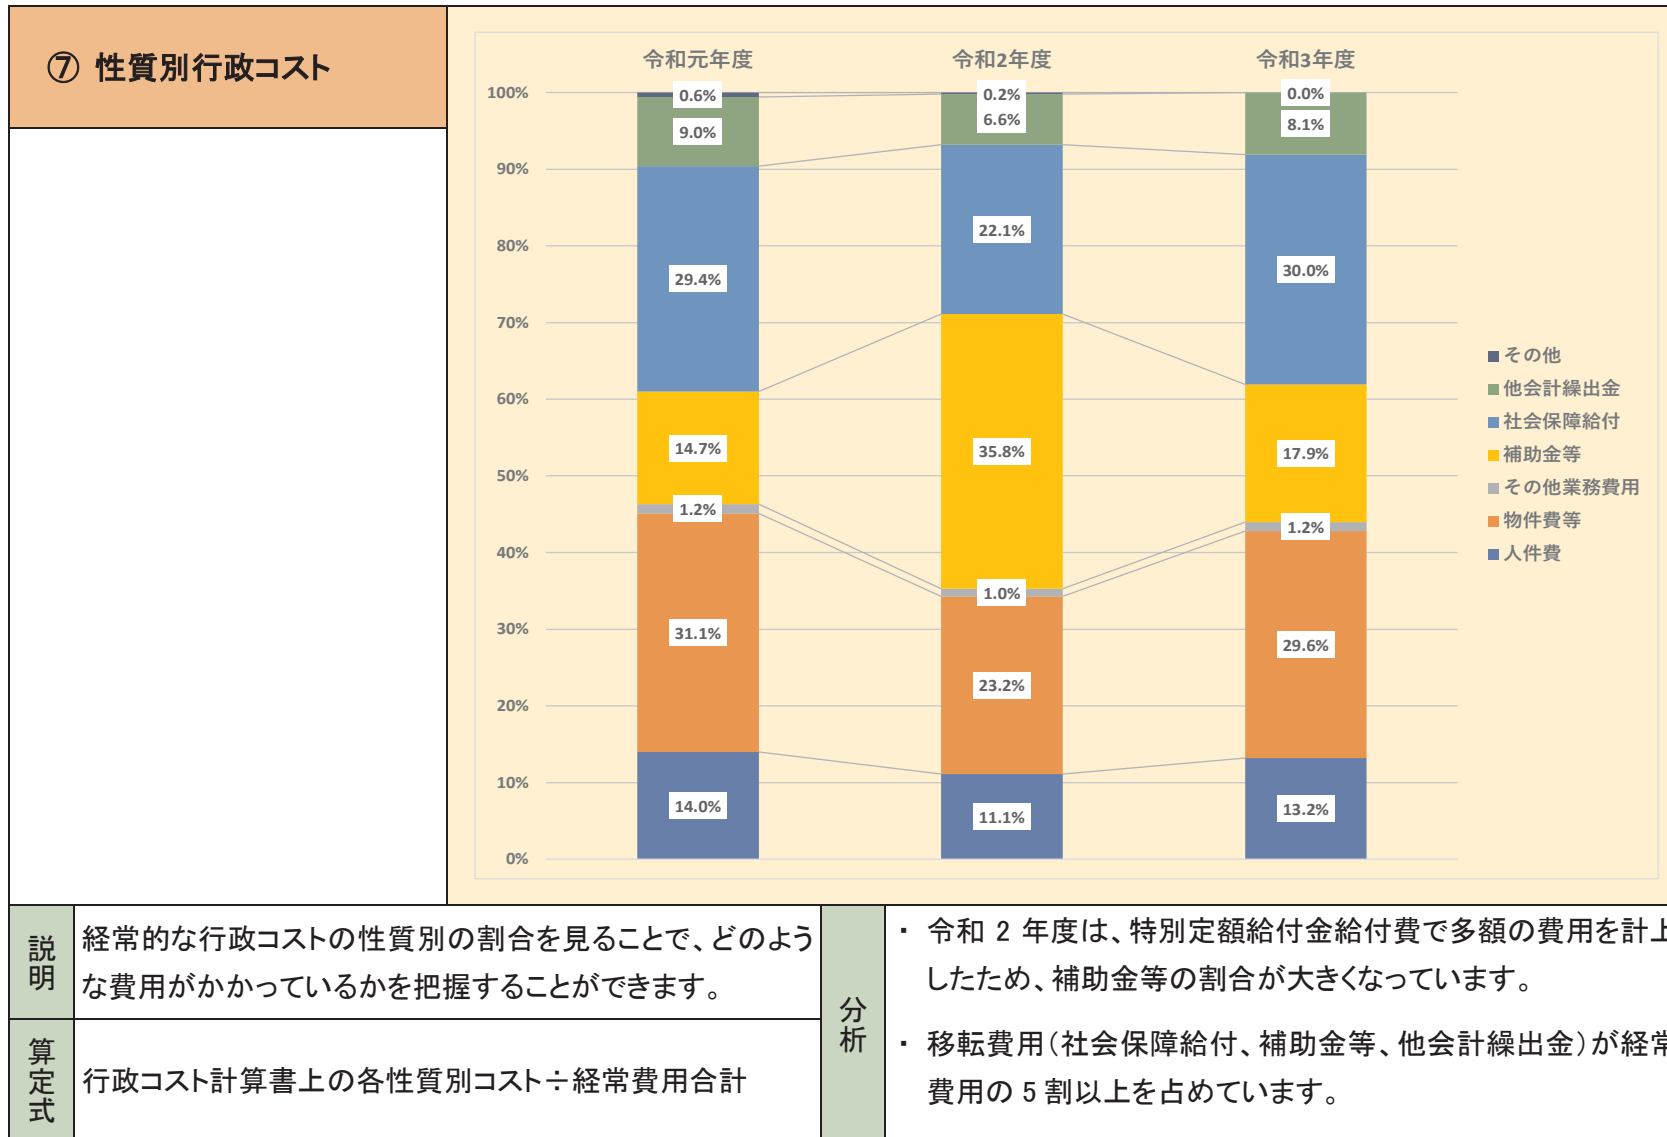 ⑦ 性質別行政コスト
令和元年度 令和2年度 令和3年度
100%
90%
80%
70%
60%
50%
40%
30%
20%
10%
0%
0.6%
9.0%
29.4%
14.7%
1.2%
31.1%
14.0%
0.2%
6.6%
22.1%
35.8%
1.0%
23.2%
11.1%
0.0%
8.1%
30.0%
17.9%
1.2%
29.6%
13.2%
その他
他会計繰出金
社会保障給付
補助金等
その他業務費用
物件費等
人件費
説明
経常的な行政コストの性質別の割合を見ることで、どのよう
な費用がかかっているかを把握することができます。
算定式
行政コスト計算書上の各性質別コスト÷経常費用合計
分析
・ 令和 2 年度は、特別定額給付金給付費で多額の費用を計上
したため、補助金等の割合が大きくなっています。
・ 移転費用（社会保障給付、補助金等、他会計繰出金）が経常
費用の 5 割以上を占めています。